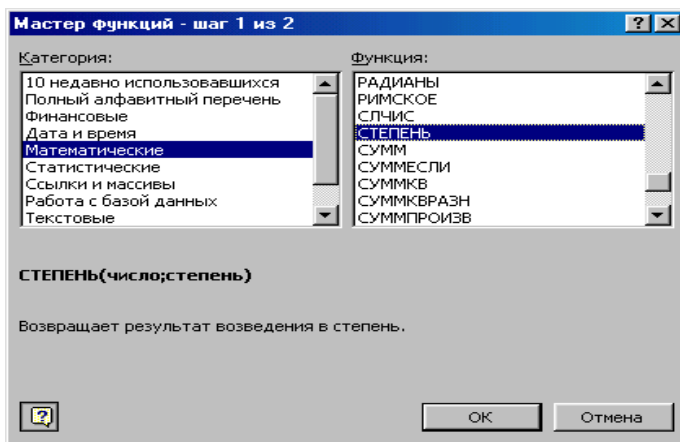 Мастер функций - шаг 1 из 2
Категория:
10 недавно использовавшихся
Полный алфавитный перечень
Финансовые
Дата и время
Математические
Статистические
Ссылки и массивы
Работа с базой данных
Текстовые
Функция:
РАДИАНЫ
РИМСКОЕ
СЛЧИС
СТЕПЕНЬ
СУММ
СУММЕСЛИ
СУММКВ
СУММКВРАЗН
СУММПРОИЗВ
СТЕПЕНЬ(число;степень)
Возвращает результат возведения в степень.
ОК
Отмена